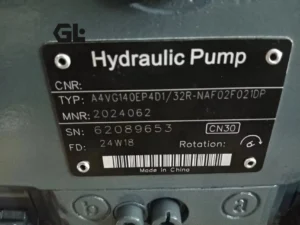 GL
Hydraulic Pump
CNR:
TYP: A4VG140EP4D1/32R-NAF02F021DP
MNR: 2024062
SN: 62089653 CN30
FD: 24W18 Rotation:
Made in China
a